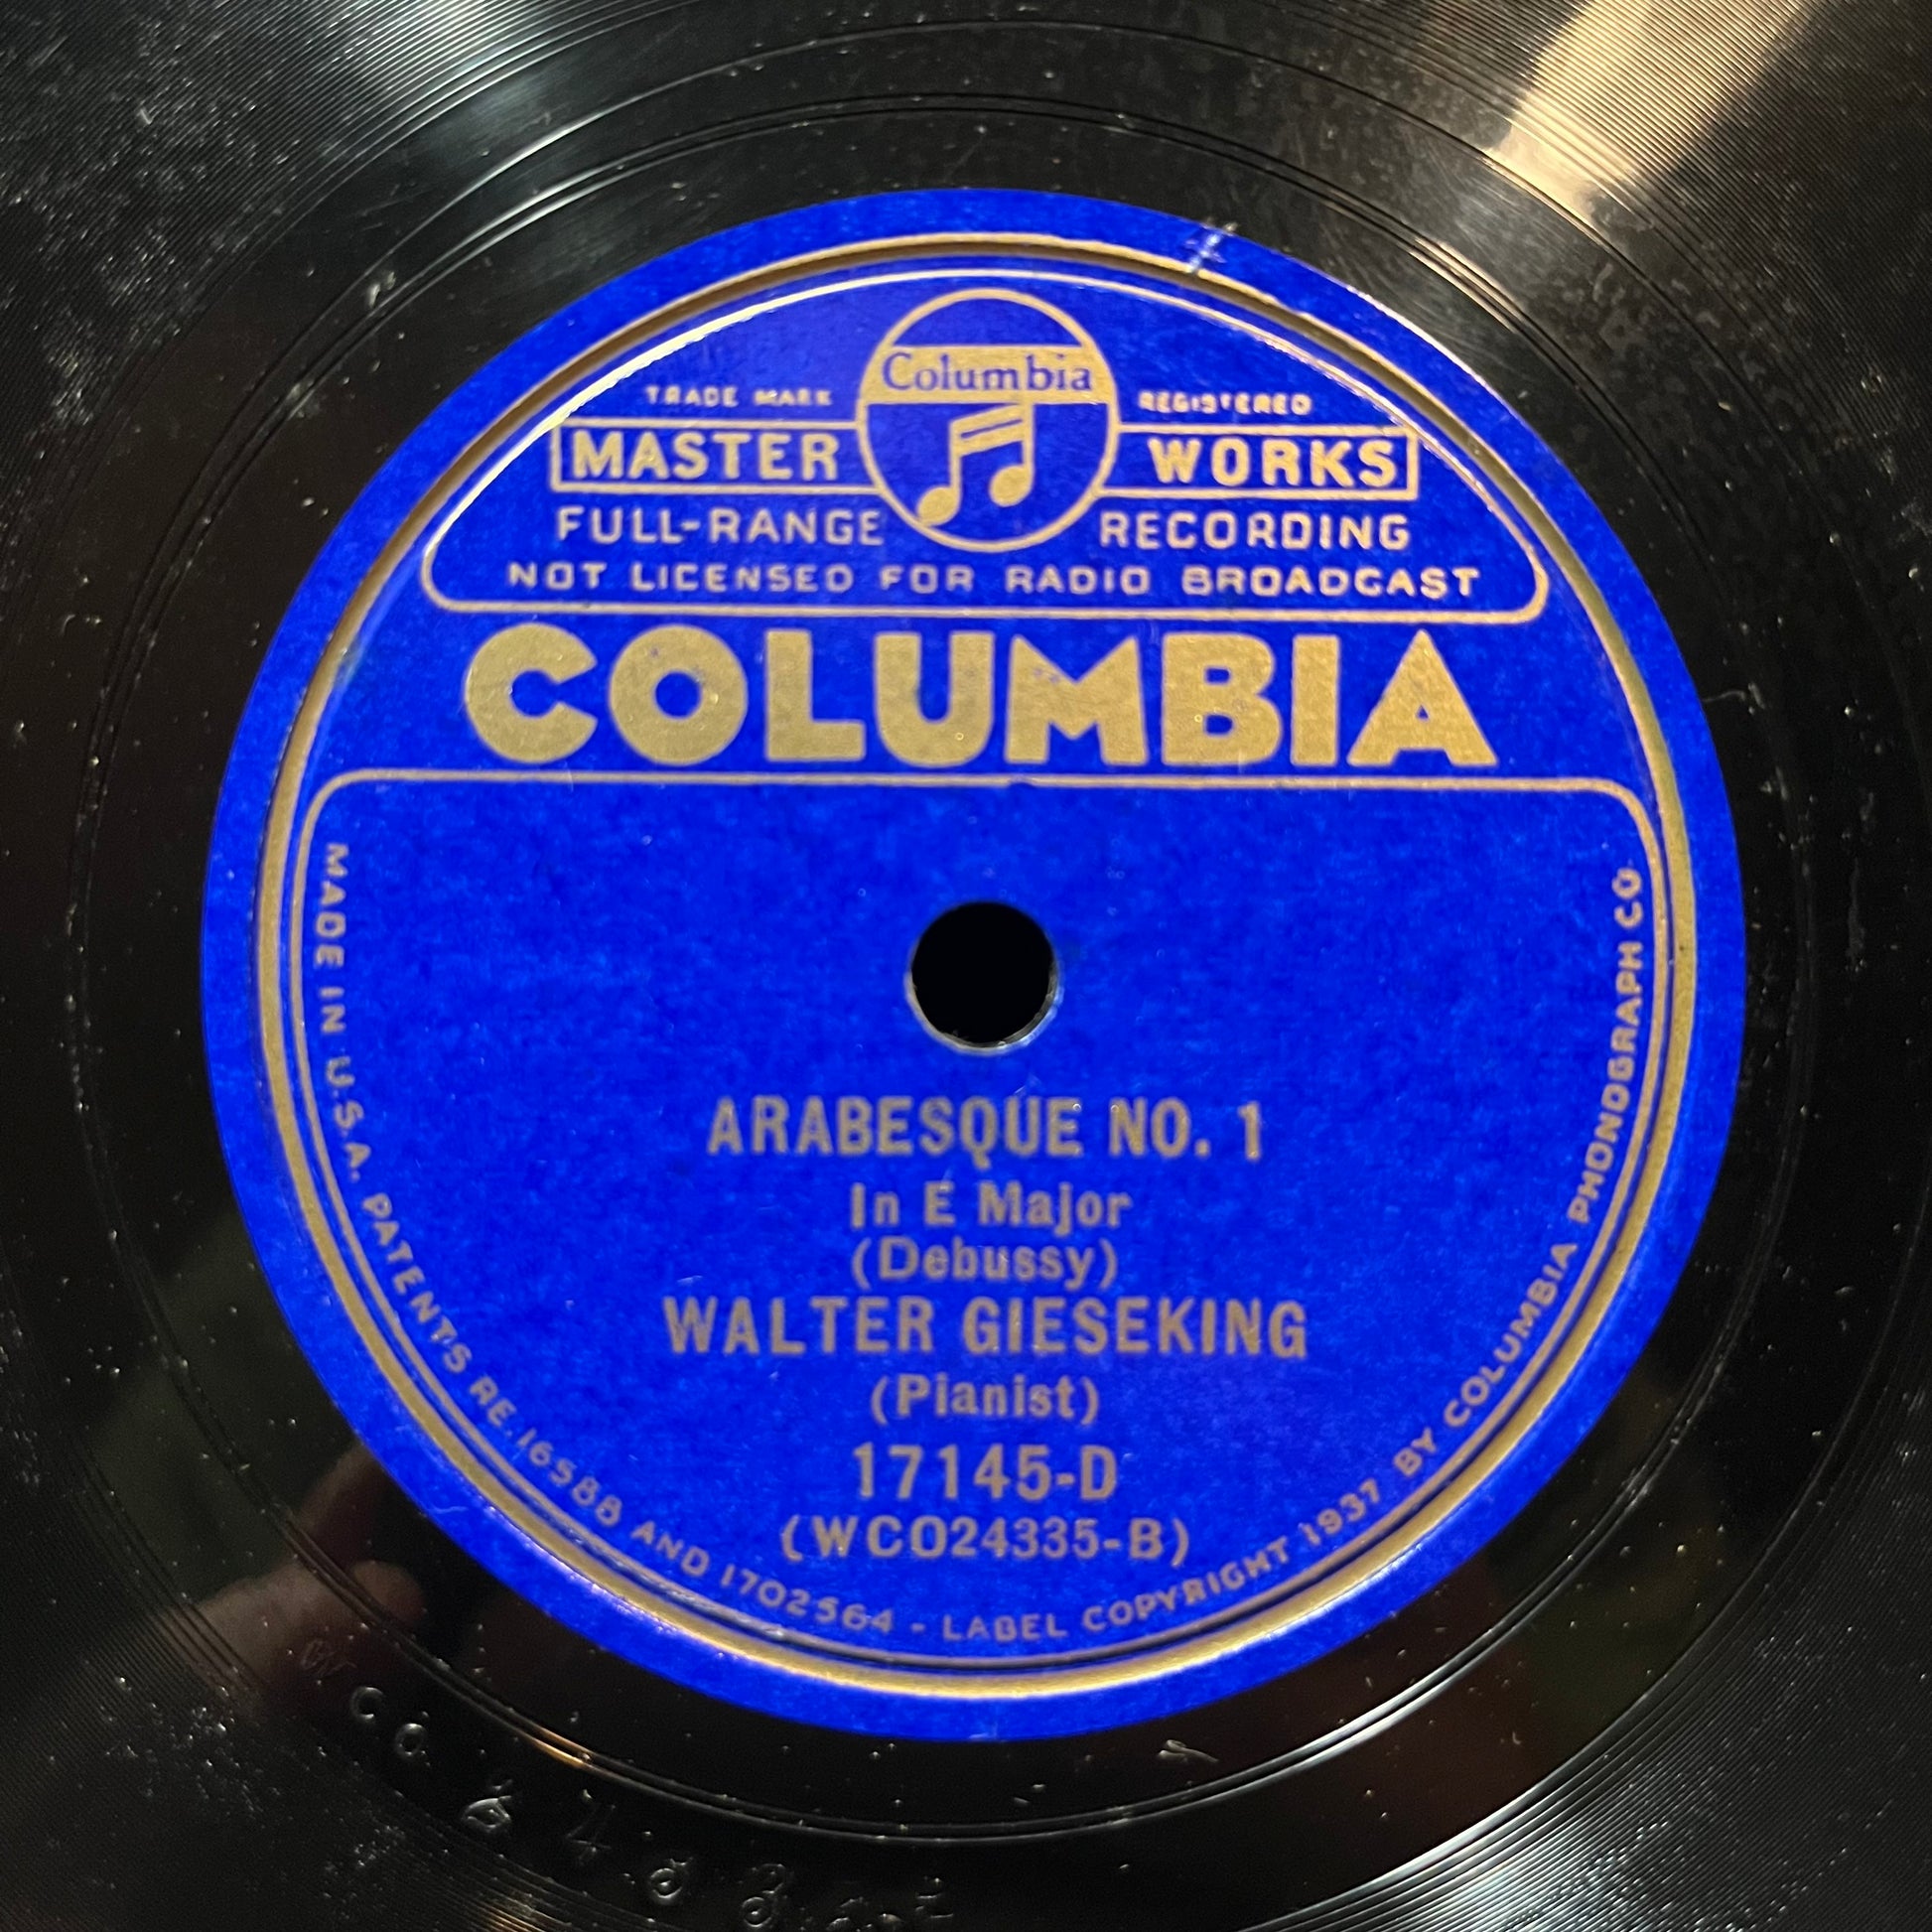 Columbia
TRADE MARK REGISTERED
MASTER WORKS
FULL-RANGE RECORDING
NOT LICENSED FOR RADIO BROADCAST
COLUMBIA
ARABESQUE NO. 1
In E Major
(Debussy)
WALTER GIESEKING
(Pianist)
17145-D
(WCO24335-B)
MADE IN U.S.A. PATENTS RE.16588 AND 1702564 - LABEL COPYRIGHT 1937 BY COLUMBIA PHONOGRAPH CO